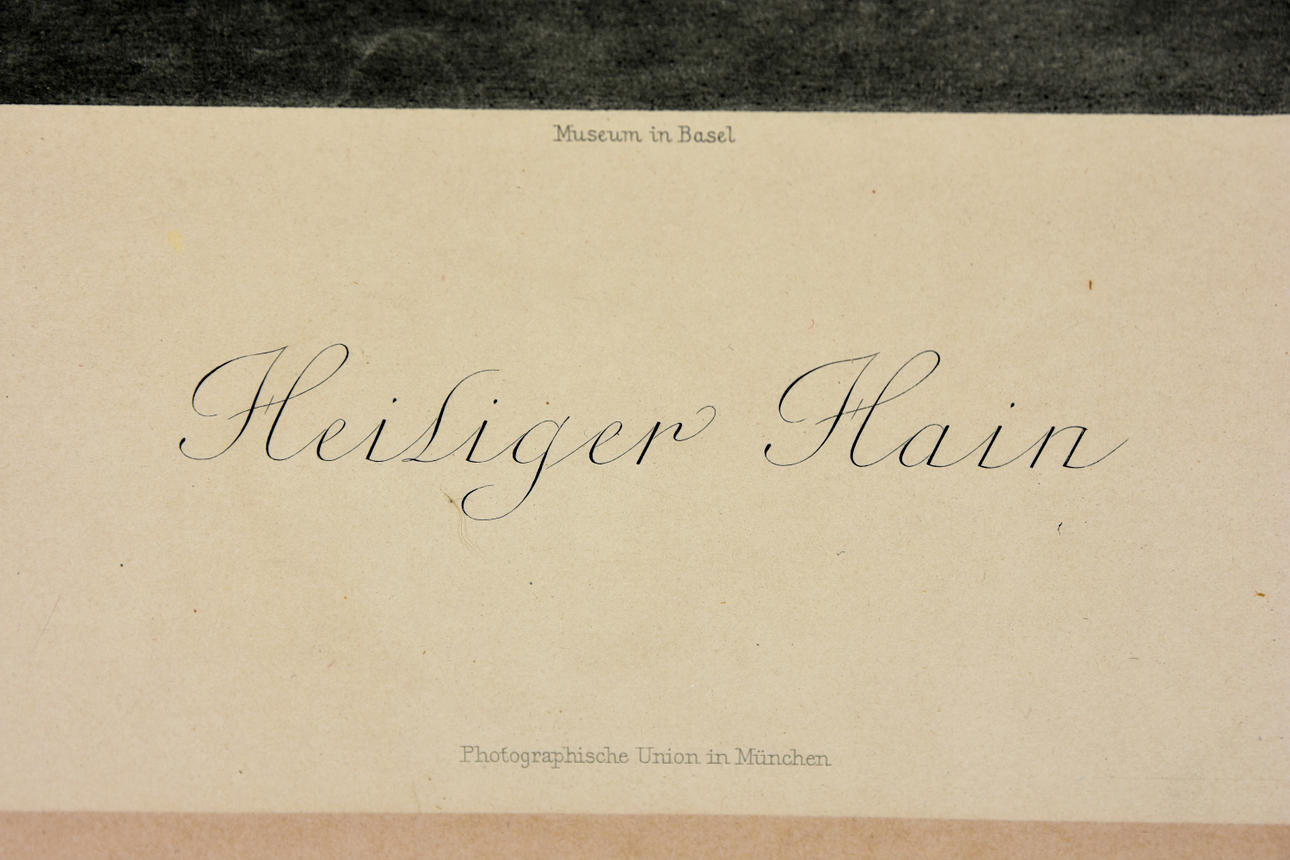 Museum in Basel
Heiliger Hain
Photographische Union in München